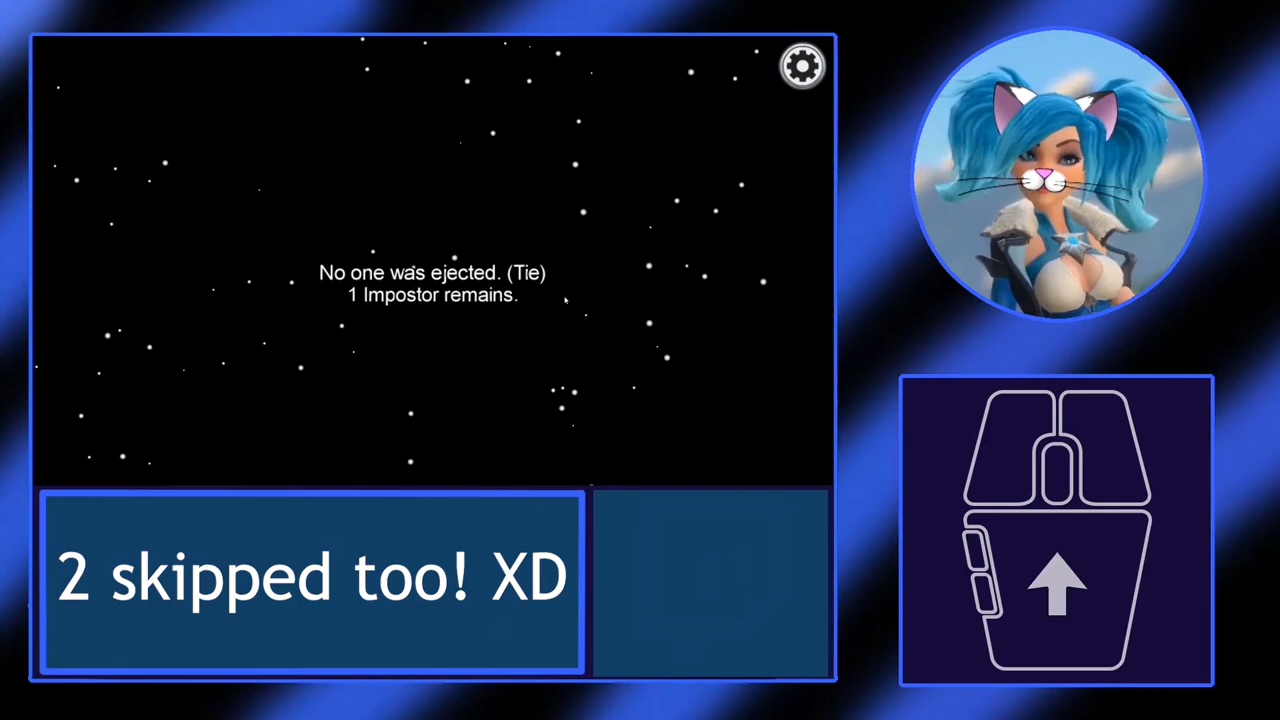 No one was ejected. (Tie)
1 Impostor remains.
2 skipped too! XD